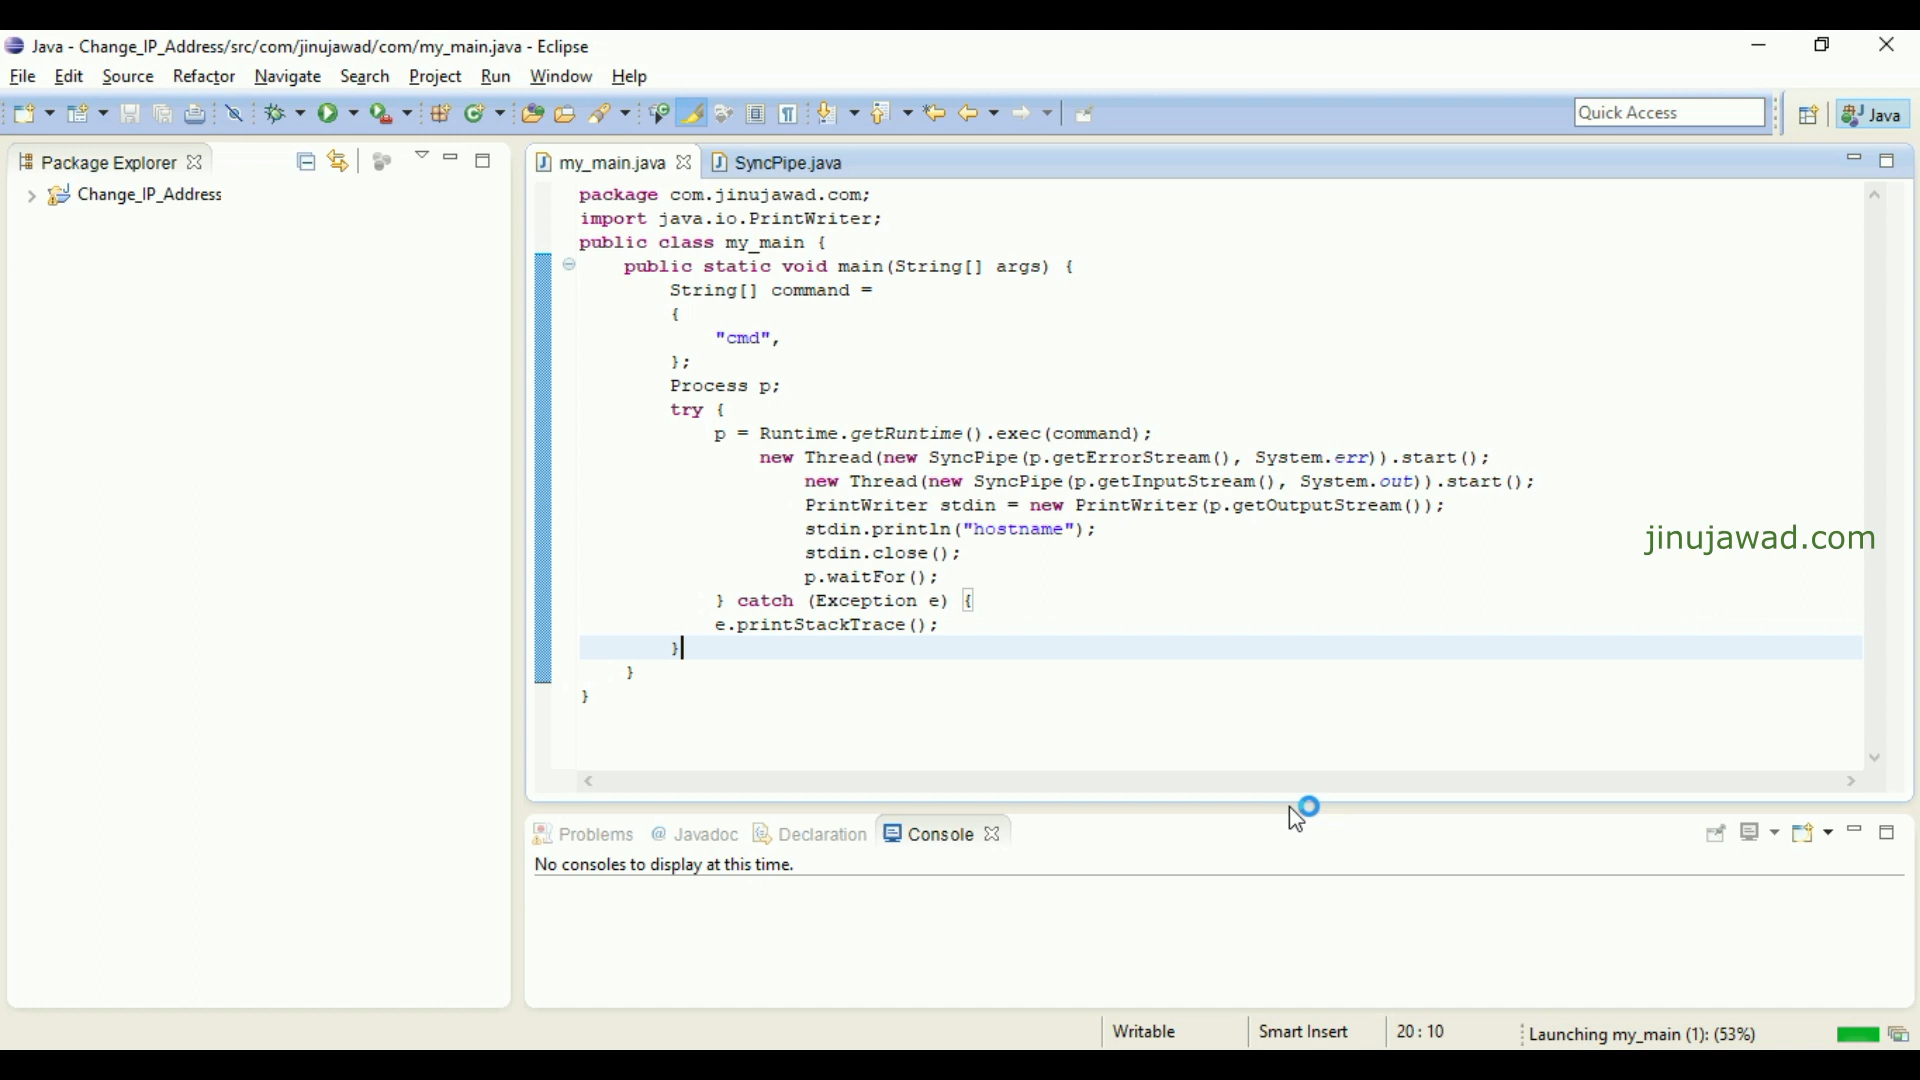 Java - Change_IP_Address/src/com/jinujawad/com/my_main.java - Eclipse
File Edit Source Refactor Navigate Search Project Run Window Help
Quick Access
Java
Package Explorer
Change_IP_Address
my_main.java SyncPipe.java
package com.jinujawad.com;
import java.io.PrintWriter;
public class my_main {
public static void main(String[] args) {
String[] command =
{
"cmd",
};
Process p;
try {
p = Runtime.getRuntime().exec(command);
new Thread(new SyncPipe(p.getErrorStream(), System.err)).start();
new Thread(new SyncPipe(p.getInputStream(), System.out)).start();
PrintWriter stdin = new PrintWriter(p.getOutputStream());
stdin.println("hostname");
stdin.close();
p.waitFor();
} catch (Exception e) {
e.printStackTrace();
}
}
}
jinujawad.com
Problems @ Javadoc Declaration Console
No consoles to display at this time.
Writable Smart Insert 20 : 10 Launching my_main (1): (53%)